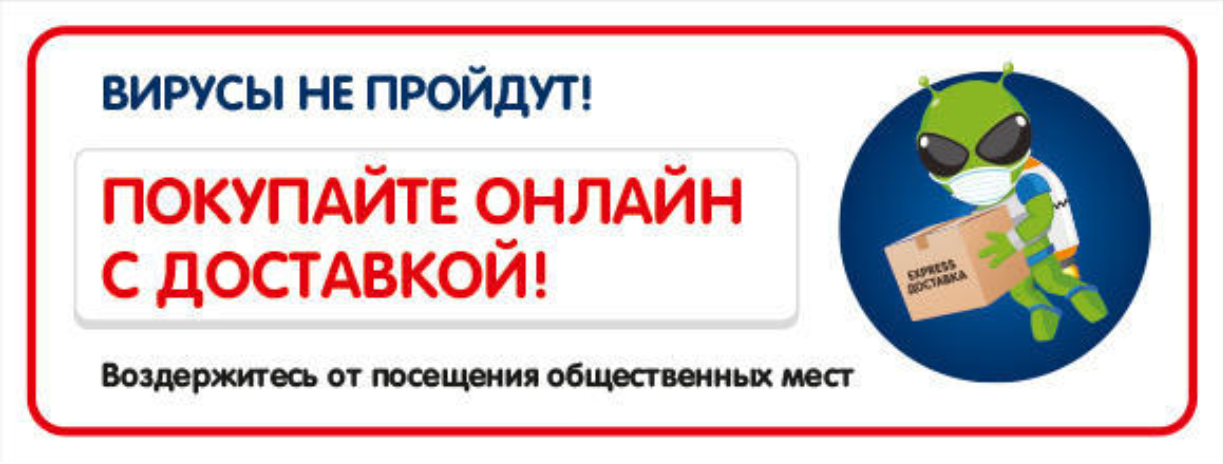 ВИРУСЫ НЕ ПРОЙДУТ!
ПОКУПАЙТЕ ОНЛАЙН
С ДОСТАВКОЙ!
Воздержитесь от посещения общественных мест
EXPRESS
ДОСТАВКА